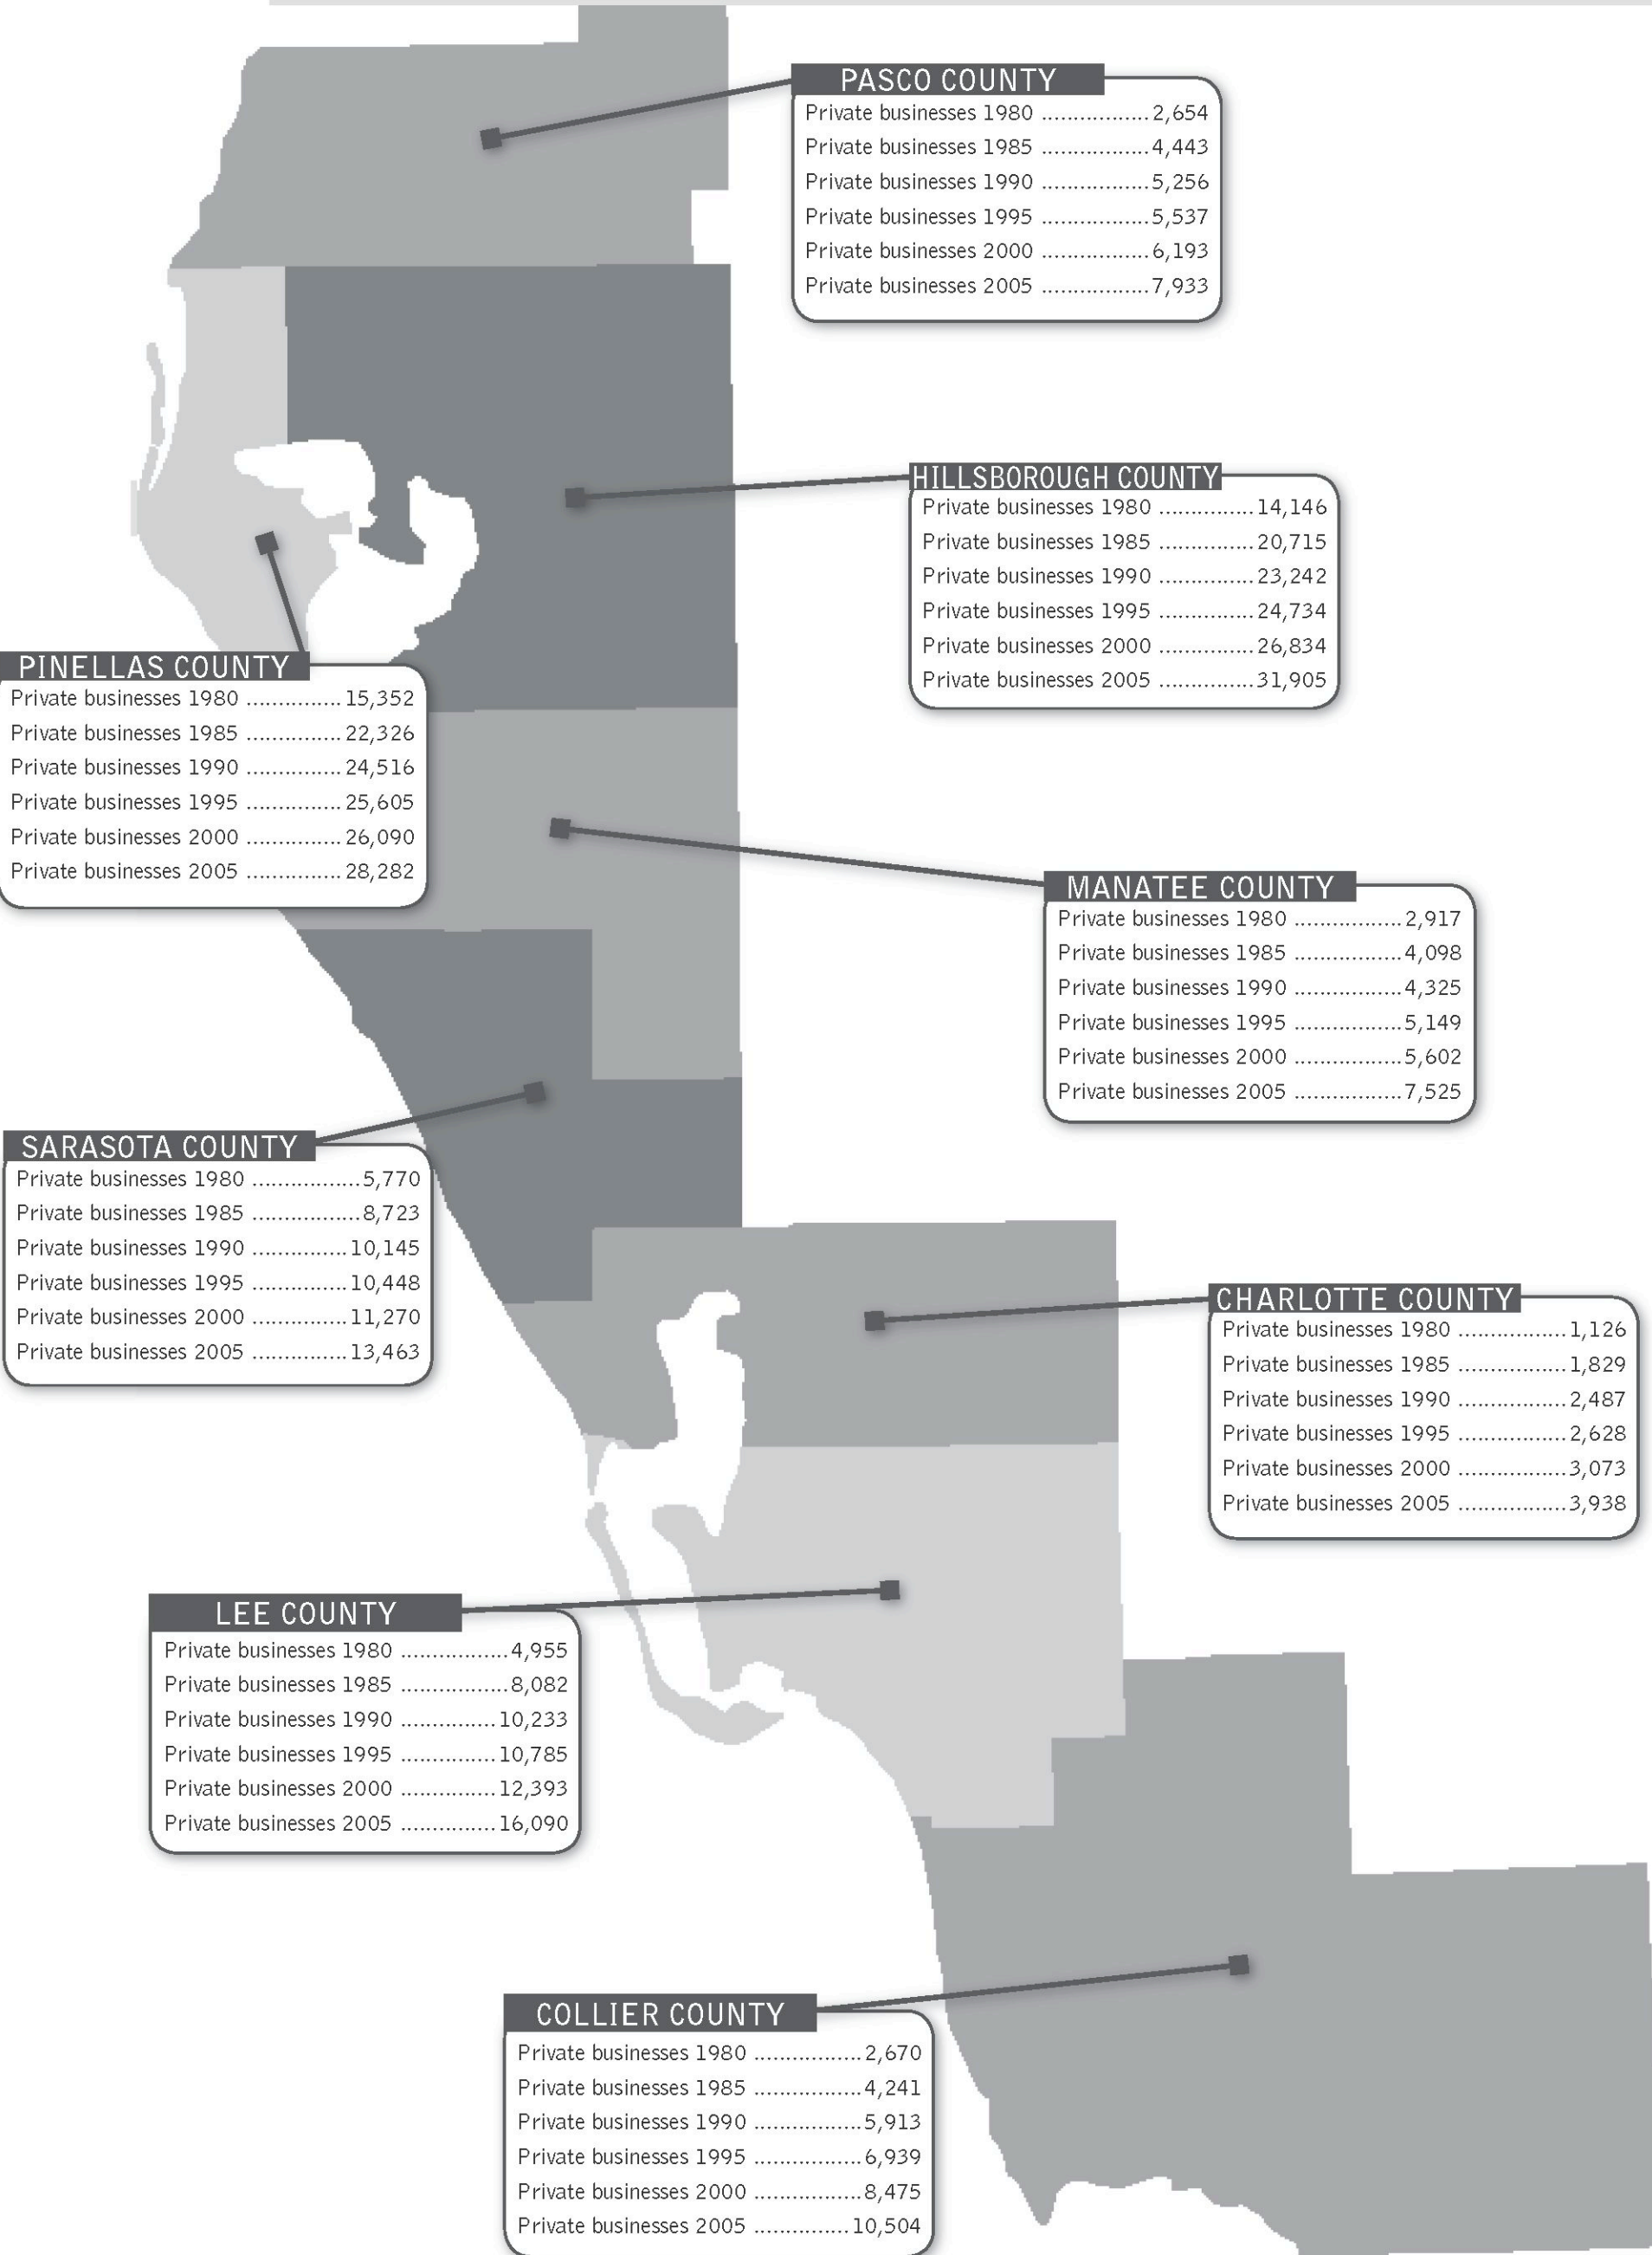 PASCO COUNTY
Private businesses 1980 .................2,654
Private businesses 1985 .................4,443
Private businesses 1990 .................5,256
Private businesses 1995 .................5,537
Private businesses 2000 .................6,193
Private businesses 2005 .................7,933
HILLSBOROUGH COUNTY
Private businesses 1980 ...............14,146
Private businesses 1985 ...............20,715
Private businesses 1990 ...............23,242
Private businesses 1995 ...............24,734
Private businesses 2000 ...............26,834
Private businesses 2005 ...............31,905
PINELLAS COUNTY
Private businesses 1980 ...............15,352
Private businesses 1985 ...............22,326
Private businesses 1990 ...............24,516
Private businesses 1995 ...............25,605
Private businesses 2000 ...............26,090
Private businesses 2005 ...............28,282
MANATEE COUNTY
Private businesses 1980 .................2,917
Private businesses 1985 .................4,098
Private businesses 1990 .................4,325
Private businesses 1995 .................5,149
Private businesses 2000 .................5,602
Private businesses 2005 .................7,525
SARASOTA COUNTY
Private businesses 1980 .................5,770
Private businesses 1985 .................8,723
Private businesses 1990 ...............10,145
Private businesses 1995 ...............10,448
Private businesses 2000 ...............11,270
Private businesses 2005 ...............13,463
CHARLOTTE COUNTY
Private businesses 1980 .................1,126
Private businesses 1985 .................1,829
Private businesses 1990 .................2,487
Private businesses 1995 .................2,628
Private businesses 2000 .................3,073
Private businesses 2005 .................3,938
LEE COUNTY
Private businesses 1980 .................4,955
Private businesses 1985 .................8,082
Private businesses 1990 ...............10,233
Private businesses 1995 ...............10,785
Private businesses 2000 ...............12,393
Private businesses 2005 ...............16,090
COLLIER COUNTY
Private businesses 1980 .................2,670
Private businesses 1985 .................4,241
Private businesses 1990 .................5,913
Private businesses 1995 .................6,939
Private businesses 2000 .................8,475
Private businesses 2005 ...............10,504